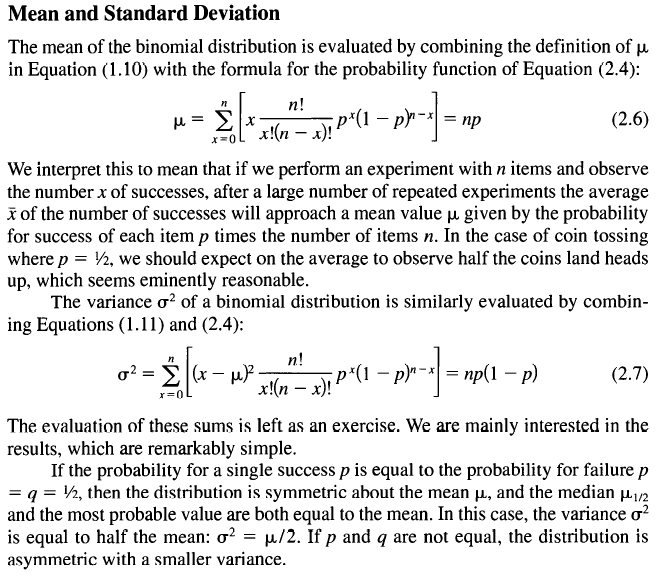 Mean and Standard Deviation
The mean of the binomial distribution is evaluated by combining the definition of μ
in Equation (1.10) with the formula for the probability function of Equation (2.4):
μ = Σ_{x=0}^{n} [x n!/(x!(n − x)!) pˣ(1 − p)ⁿ⁻ˣ] = np (2.6)
We interpret this to mean that if we perform an experiment with n items and observe
the number x of successes, after a large number of repeated experiments the average
x̄ of the number of successes will approach a mean value μ given by the probability
for success of each item p times the number of items n. In the case of coin tossing
where p = ½, we should expect on the average to observe half the coins land heads
up, which seems eminently reasonable.
The variance σ² of a binomial distribution is similarly evaluated by combin-
ing Equations (1.11) and (2.4):
σ² = Σ_{x=0}^{n} [(x − μ)² n!/(x!(n − x)!) pˣ(1 − p)ⁿ⁻ˣ] = np(1 − p) (2.7)
The evaluation of these sums is left as an exercise. We are mainly interested in the
results, which are remarkably simple.
If the probability for a single success p is equal to the probability for failure p
= q = ½, then the distribution is symmetric about the mean μ, and the median μ₁/₂
and the most probable value are both equal to the mean. In this case, the variance σ²
is equal to half the mean: σ² = μ/2. If p and q are not equal, the distribution is
asymmetric with a smaller variance.